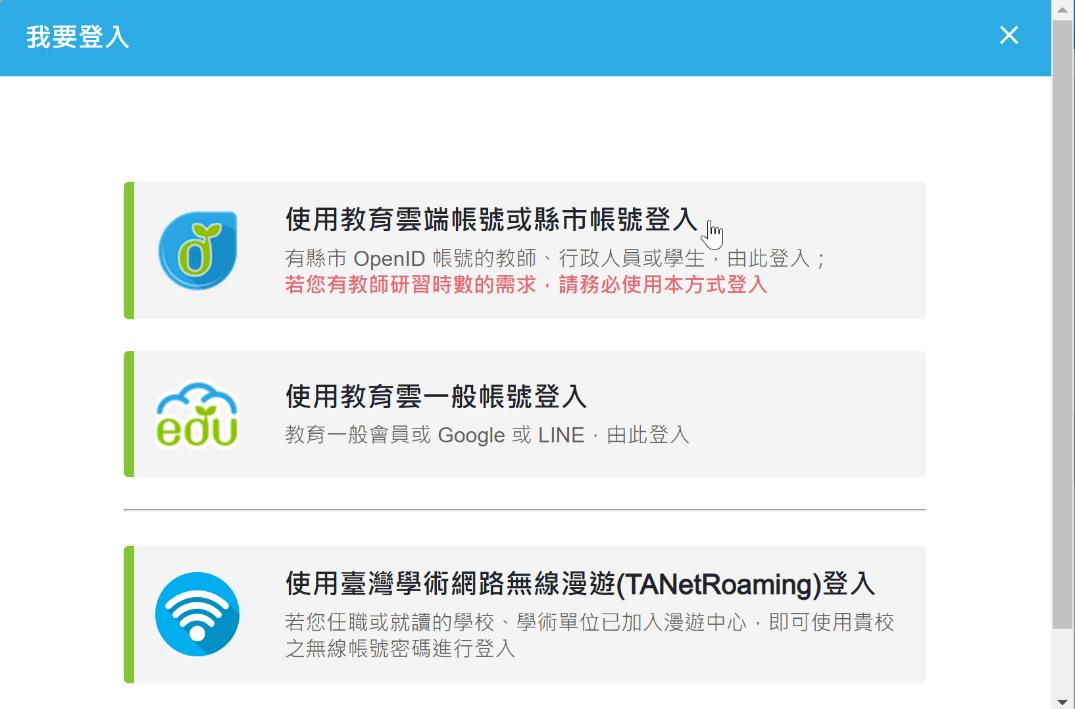 我要登入
使用教育雲端帳號或縣市帳號登入
有縣市 OpenID 帳號的教師、行政人員或學生，由此登入；
若您有教師研習時數的需求，請務必使用本方式登入
edu
使用教育雲一般帳號登入
教育一般會員或 Google 或 LINE，由此登入
使用臺灣學術網路無線漫遊(TANetRoaming)登入
若您任職或就讀的學校、學術單位已加入漫遊中心，即可使用貴校
之無線帳號密碼進行登入